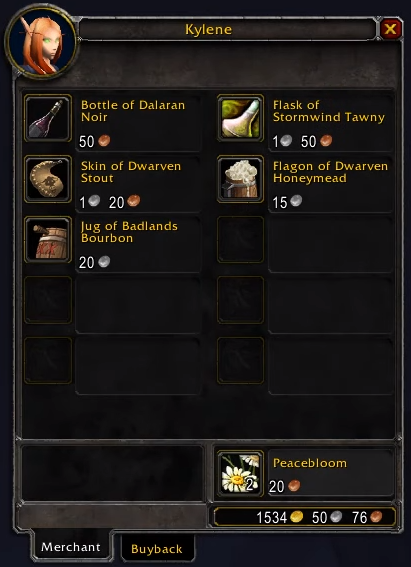 Kylene
Bottle of Dalaran
Noir
50
Flask of
Stormwind Tawny
1 50
Skin of Dwarven
Stout
1 20
Flagon of Dwarven
Honeymead
15
Jug of Badlands
Bourbon
20
Peacebloom
2
20
1534 50 76
Merchant
Buyback